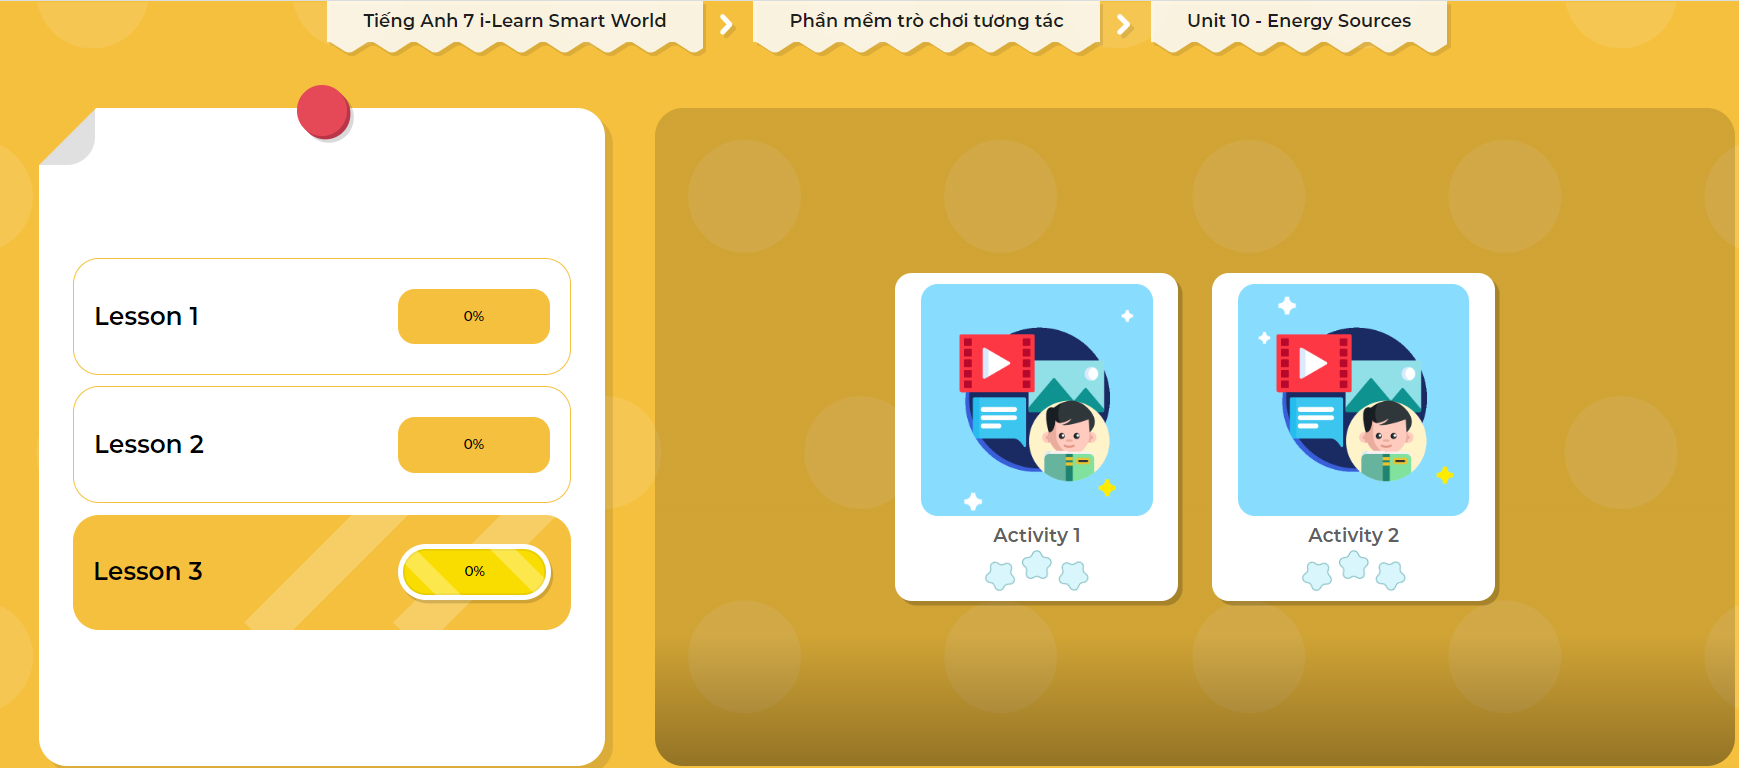 Tiếng Anh 7 i-Learn Smart World
Phần mềm trò chơi tương tác
Unit 10 - Energy Sources
Lesson 1
0%
Lesson 2
0%
Lesson 3
0%
Activity 1
Activity 2